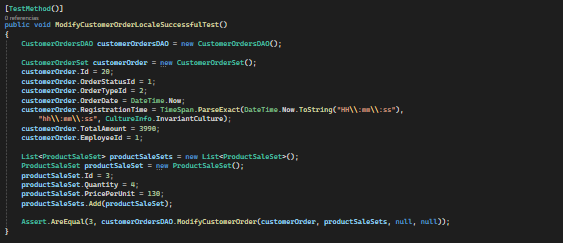 [TestMethod()]
0 referencias
public void ModifyCustomerOrderLocaleSuccessfulTest()
{
CustomerOrdersDAO customerOrdersDAO = new CustomerOrdersDAO();
CustomerOrderSet customerOrder = new CustomerOrderSet();
customerOrder.Id = 20;
customerOrder.OrderStatusId = 1;
customerOrder.OrderTypeId = 2;
customerOrder.OrderDate = DateTime.Now;
customerOrder.RegistrationTime = TimeSpan.ParseExact(DateTime.Now.ToString("HH\\:mm\\:ss"),
"hh\\:mm\\:ss", CultureInfo.InvariantCulture);
customerOrder.TotalAmount = 3990;
customerOrder.EmployeeId = 1;
List<ProductSaleSet> productSaleSets = new List<ProductSaleSet>();
ProductSaleSet productSaleSet = new ProductSaleSet();
productSaleSet.Id = 3;
productSaleSet.Quantity = 4;
productSaleSet.PricePerUnit = 130;
productSaleSets.Add(productSaleSet);
Assert.AreEqual(3, customerOrdersDAO.ModifyCustomerOrder(customerOrder, productSaleSets, null, null));
}